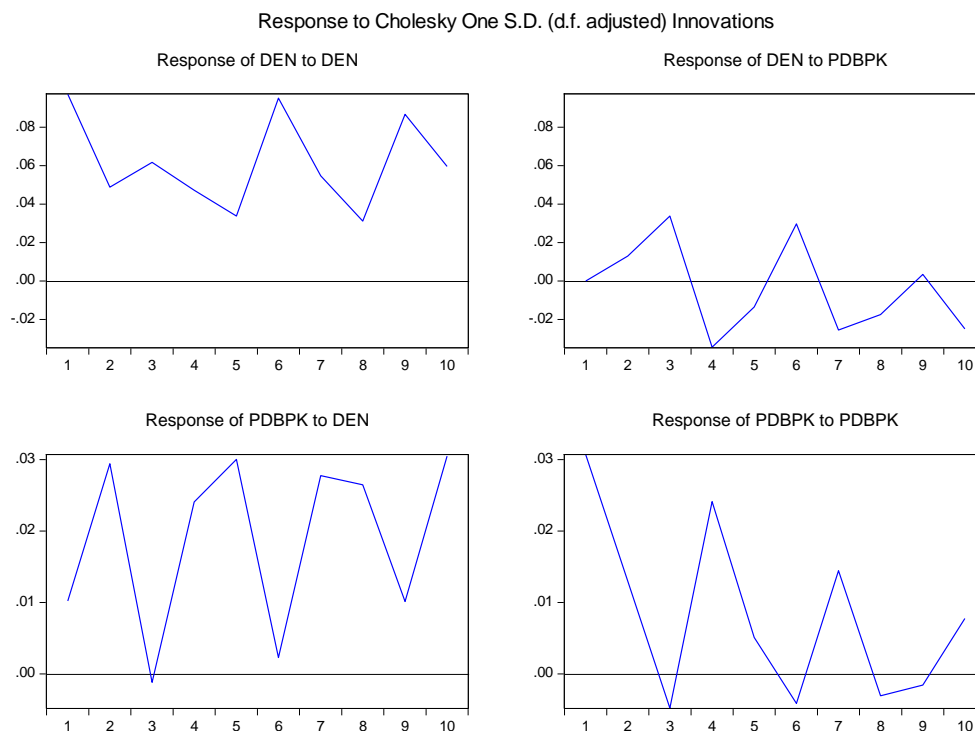 Response to Cholesky One S.D. (d.f. adjusted) Innovations
Response of DEN to DEN
.08
.06
.04
.02
.00
-.02
1 2 3 4 5 6 7 8 9 10
Response of DEN to PDBPK
.08
.06
.04
.02
.00
-.02
1 2 3 4 5 6 7 8 9 10
Response of PDBPK to DEN
.03
.02
.01
.00
1 2 3 4 5 6 7 8 9 10
Response of PDBPK to PDBPK
.03
.02
.01
.00
1 2 3 4 5 6 7 8 9 10